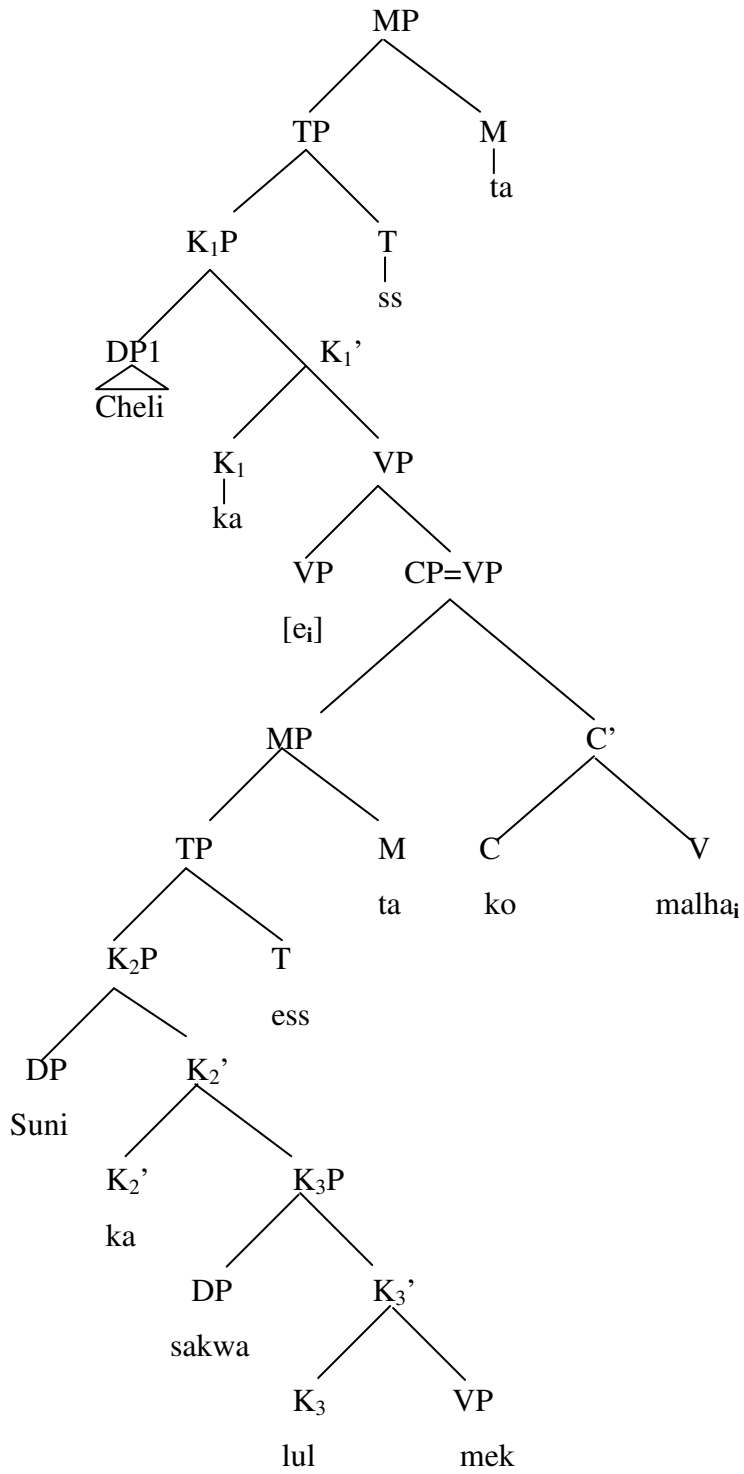 MP
TP M
ta
K₁P T
ss
DP1 K₁’
Cheli
K₁ VP
ka
VP CP=VP
[eᵢ]
MP C’
TP M C V
ta ko malhaᵢ
K₂P T
ess
DP K₂’
Suni
K₂’ K₃P
ka
DP K₃’
sakwa
K₃ VP
lul mek